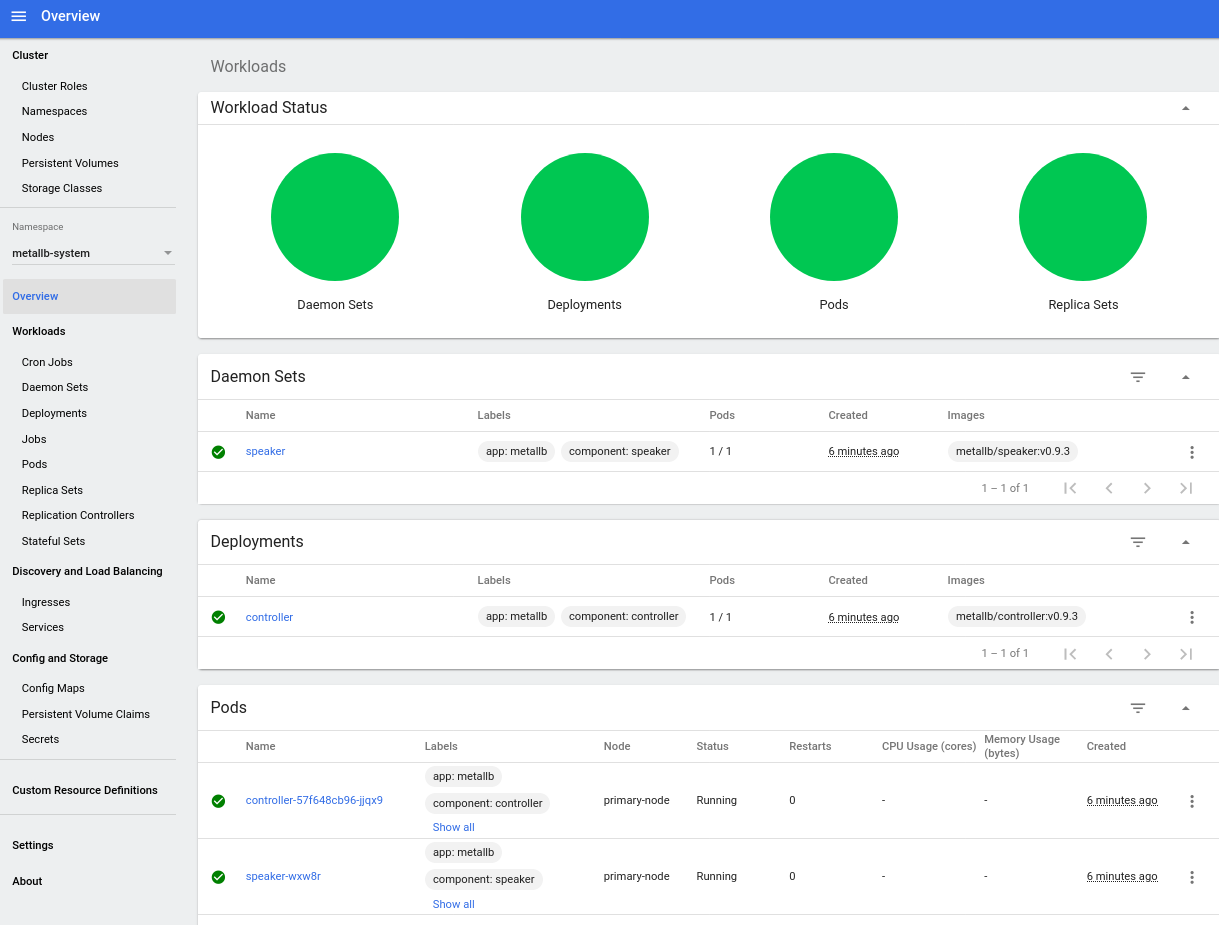 Overview
Cluster
Cluster Roles
Namespaces
Nodes
Persistent Volumes
Storage Classes
Namespace
metallb-system
Overview
Workloads
Cron Jobs
Daemon Sets
Deployments
Jobs
Pods
Replica Sets
Replication Controllers
Stateful Sets
Discovery and Load Balancing
Ingresses
Services
Config and Storage
Config Maps
Persistent Volume Claims
Secrets
Custom Resource Definitions
Settings
About
Workloads
Workload Status
Daemon Sets Deployments Pods Replica Sets
Daemon Sets
Name Labels Pods Created Images
speaker app: metallb component: speaker 1 / 1 6 minutes ago metallb/speaker:v0.9.3
1 – 1 of 1
Deployments
Name Labels Pods Created Images
controller app: metallb component: controller 1 / 1 6 minutes ago metallb/controller:v0.9.3
1 – 1 of 1
Pods
Name Labels Node Status Restarts CPU Usage (cores) Memory Usage (bytes) Created
app: metallb
controller-57f648cb96-jjqx9 component: controller primary-node Running 0 - - 6 minutes ago
Show all
app: metallb
speaker-wxw8r component: speaker primary-node Running 0 - - 6 minutes ago
Show all